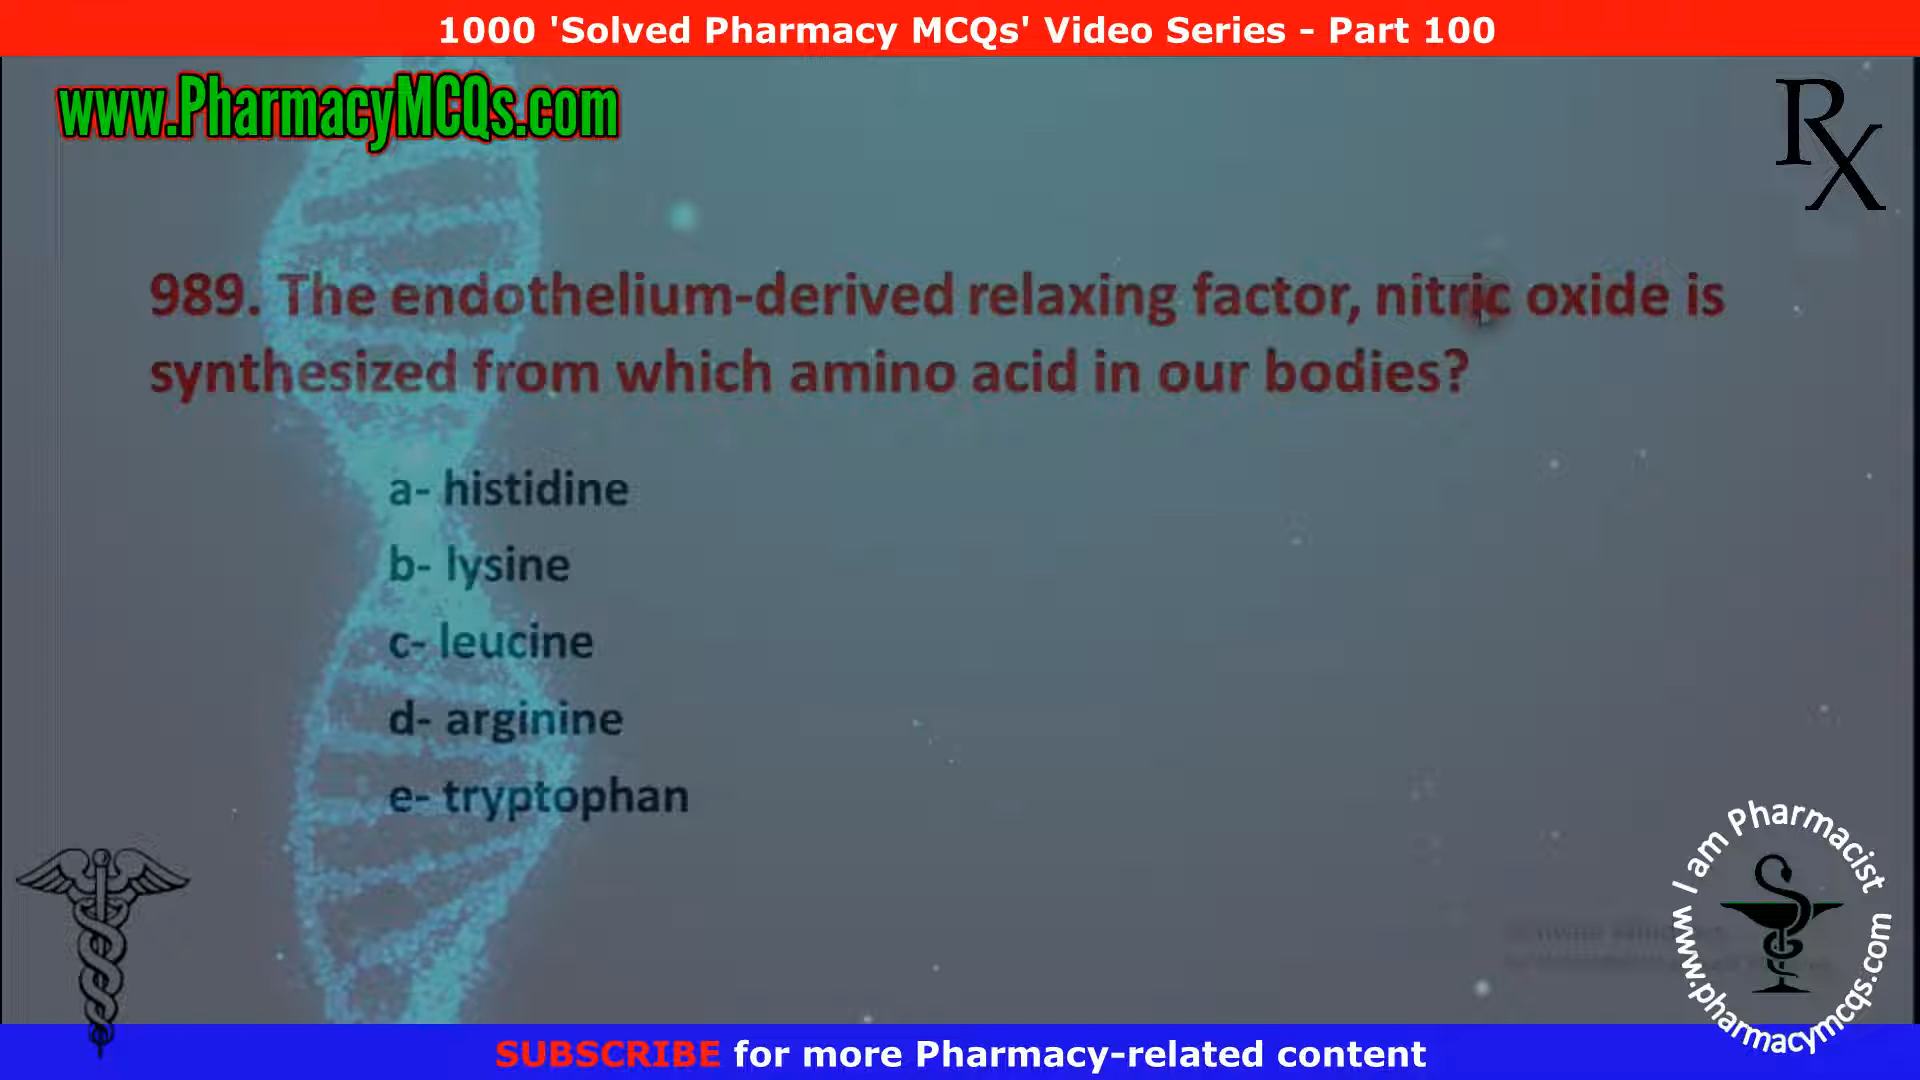 1000 'Solved Pharmacy MCQs' Video Series - Part 100
www.PharmacyMCQs.com
RX
989. The endothelium-derived relaxing factor, nitric oxide is
synthesized from which amino acid in our bodies?
a- histidine
b- lysine
c- leucine
d- arginine
e- tryptophan
I am Pharmacist
www.pharmacymcqs.com
SUBSCRIBE for more Pharmacy-related content